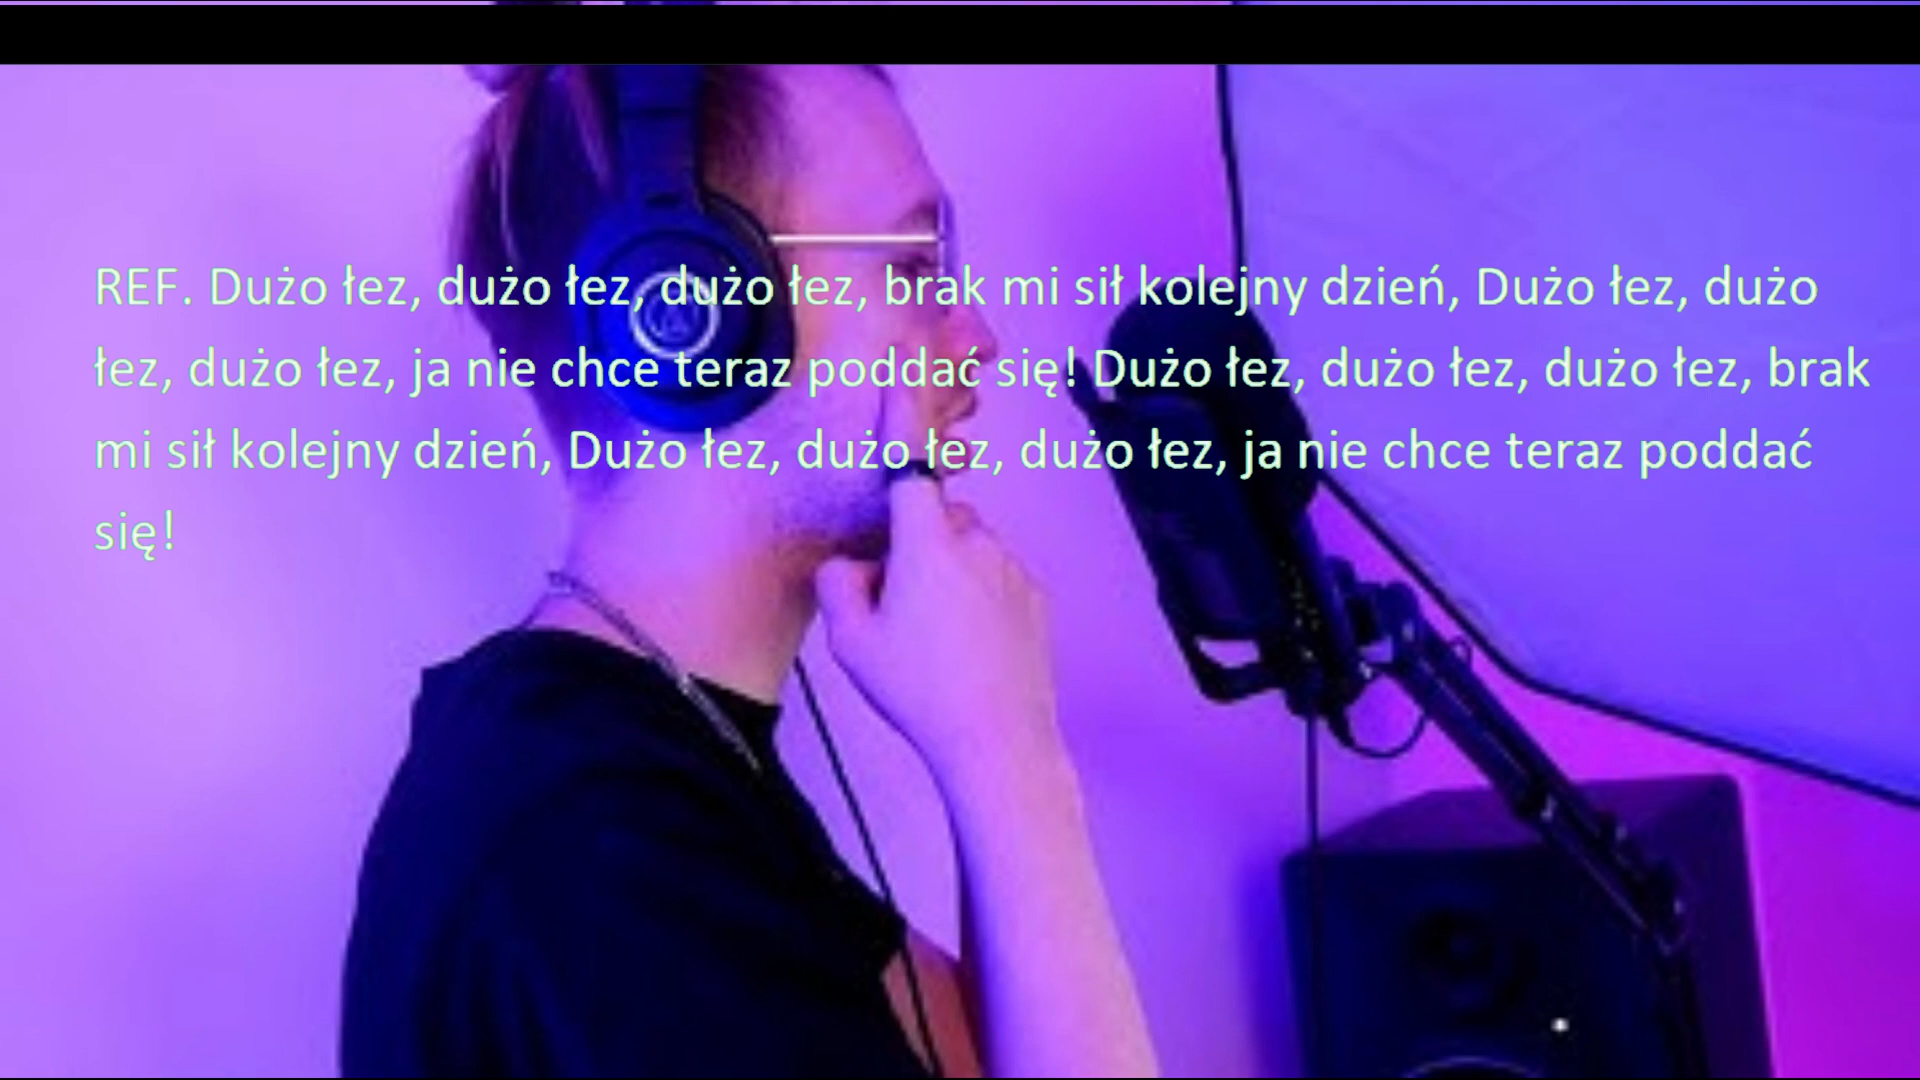 REF. Dużo łez, dużo łez, dużo łez, brak mi sił kolejny dzień, Dużo łez, dużo
łez, dużo łez, ja nie chce teraz poddać się! Dużo łez, dużo łez, dużo łez, brak
mi sił kolejny dzień, Dużo łez, dużo łez, dużo łez, ja nie chce teraz poddać
się!